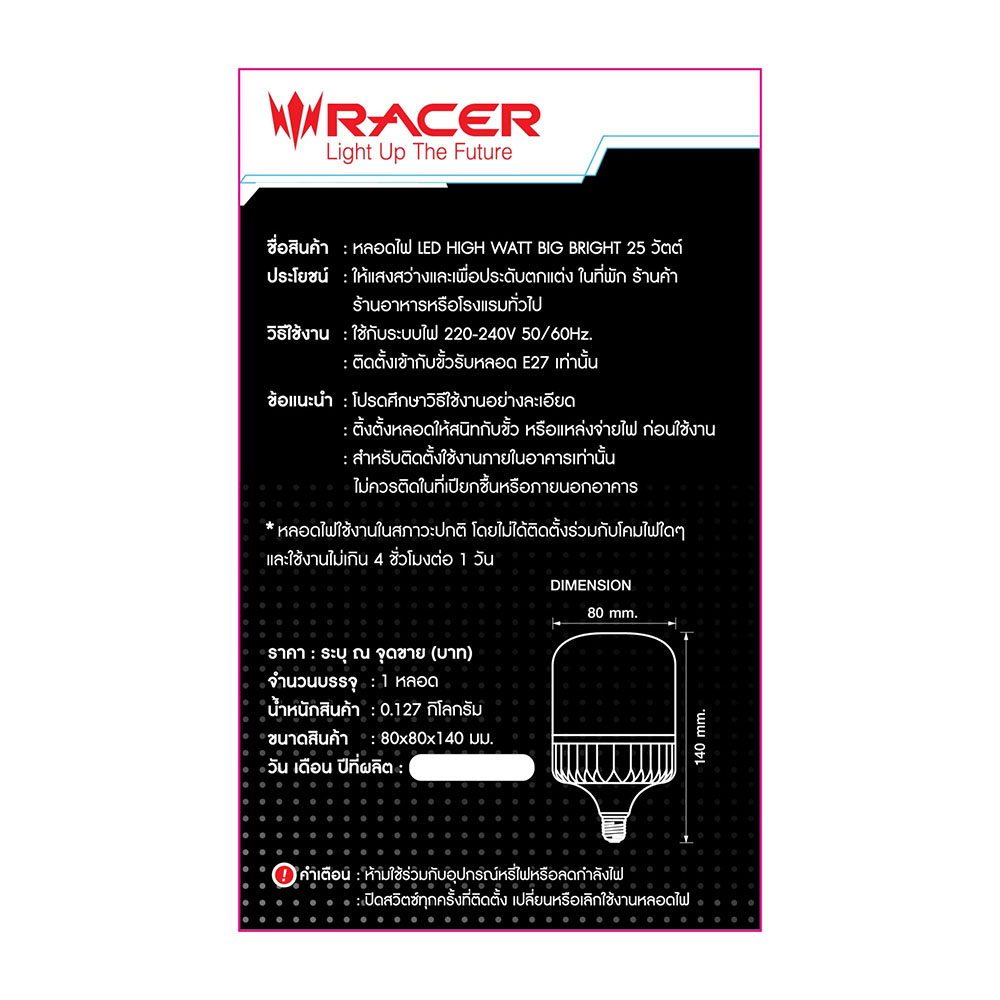 RACER
Light Up The Future
ชื่อสินค้า : หลอดไฟ LED HIGH WATT BIG BRIGHT 25 วัตต์
ประโยชน์ : ให้แสงสว่างและเพื่อประดับตกแต่ง ในที่พัก ร้านค้า
ร้านอาหารหรือโรงแรมทั่วไป
วิธีใช้งาน : ใช้กับระบบไฟ 220-240V 50/60Hz.
: ติดตั้งเข้ากับขั้วรับหลอด E27 เท่านั้น
ข้อแนะนำ : โปรดศึกษาวิธีใช้งานอย่างละเอียด
: ติ้งตั้งหลอดให้สนิทกับขั้ว หรือแหล่งจ่ายไฟ ก่อนใช้งาน
: สำหรับติดตั้งใช้งานภายในอาคารเท่านั้น
ไม่ควรติดในที่เปียกชื้นหรือภายนอกอาคาร
* หลอดไฟใช้งานในสภาวะปกติ โดยไม่ได้ติดตั้งร่วมกับโคมไฟใดๆ
และใช้งานไม่เกิน 4 ชั่วโมงต่อ 1 วัน
DIMENSION
80 mm.
140 mm.
ราคา : ระบุ ณ จุดขาย (บาท)
จำนวนบรรจุ : 1 หลอด
น้ำหนักสินค้า : 0.127 กิโลกรัม
ขนาดสินค้า : 80x80x140 มม.
วัน เดือน ปีที่ผลิต :
! คำเตือน : ห้ามใช้ร่วมกับอุปกรณ์หรี่ไฟหรือลดกำลังไฟ
: ปิดสวิตช์ทุกครั้งที่ติดตั้ง เปลี่ยนหรือเลิกใช้งานหลอดไฟ